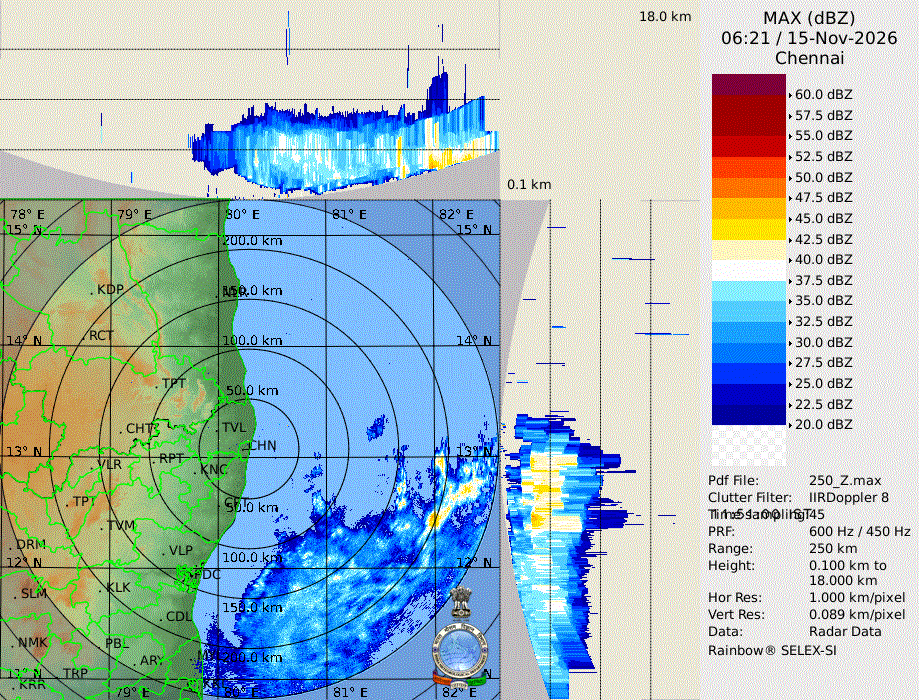 18.0 km
0.1 km
MAX (dBZ)
06:21 / 15-Nov-2026
Chennai
60.0 dBZ
57.5 dBZ
55.0 dBZ
52.5 dBZ
50.0 dBZ
47.5 dBZ
45.0 dBZ
42.5 dBZ
40.0 dBZ
37.5 dBZ
35.0 dBZ
32.5 dBZ
30.0 dBZ
27.5 dBZ
25.0 dBZ
22.5 dBZ
20.0 dBZ
Pdf File: 250_Z.max
Clutter Filter: IIRDoppler 8
Time sampling: 45
PRF: 600 Hz / 450 Hz
Range: 250 km
Height: 0.100 km to
18.000 km
Hor Res: 1.000 km/pixel
Vert Res: 0.089 km/pixel
Data: Radar Data
Rainbow® SELEX-SI
78° E 79° E 80° E 81° E 82° E
15° N 15° N
200.0 km
KDP
150.0 km
RCT
14° N 100.0 km 14° N
TPT
50.0 km
CHT TVL
CHN
13° N 13° N
VLR RPT KNC
TPT
50.0 km
TVM
DRM VLP 100.0 km
12° N 12° N
PDC
SLM KLK 150.0 km
CDL
NMK PBL
ARY 200.0 km
TRP
11° N
KRR
79° E 80° E 81° E 82° E